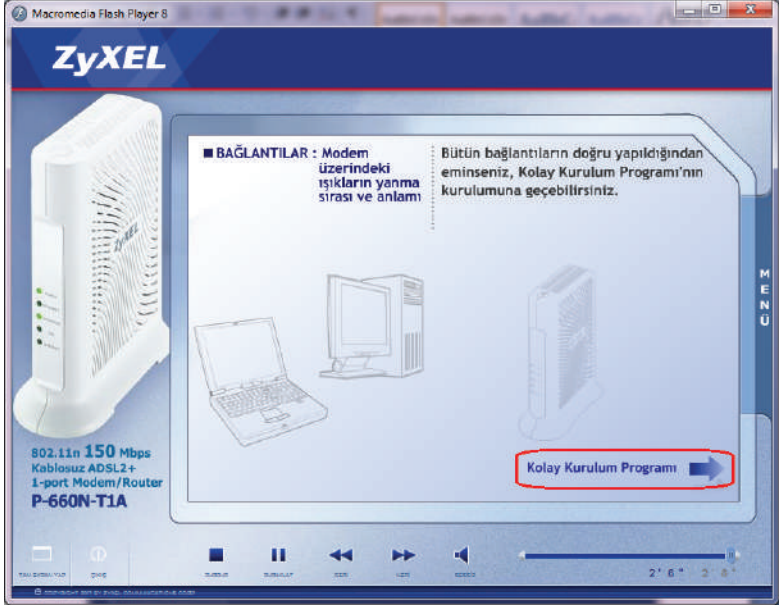 Macromedia Flash Player 8
ZyXEL
■ BAĞLANTILAR : Modem
üzerindeki
ışıkların yanma
sırası ve anlamı
Bütün bağlantıların doğru yapıldığından
eminseniz, Kolay Kurulum Programı'nın
kurulumuna geçebilirsiniz.
MENÜ
ZyXEL
Kolay Kurulum Programı
802.11n 150 Mbps
Kablosuz ADSL2+
1-port Modem/Router
P-660N-T1A